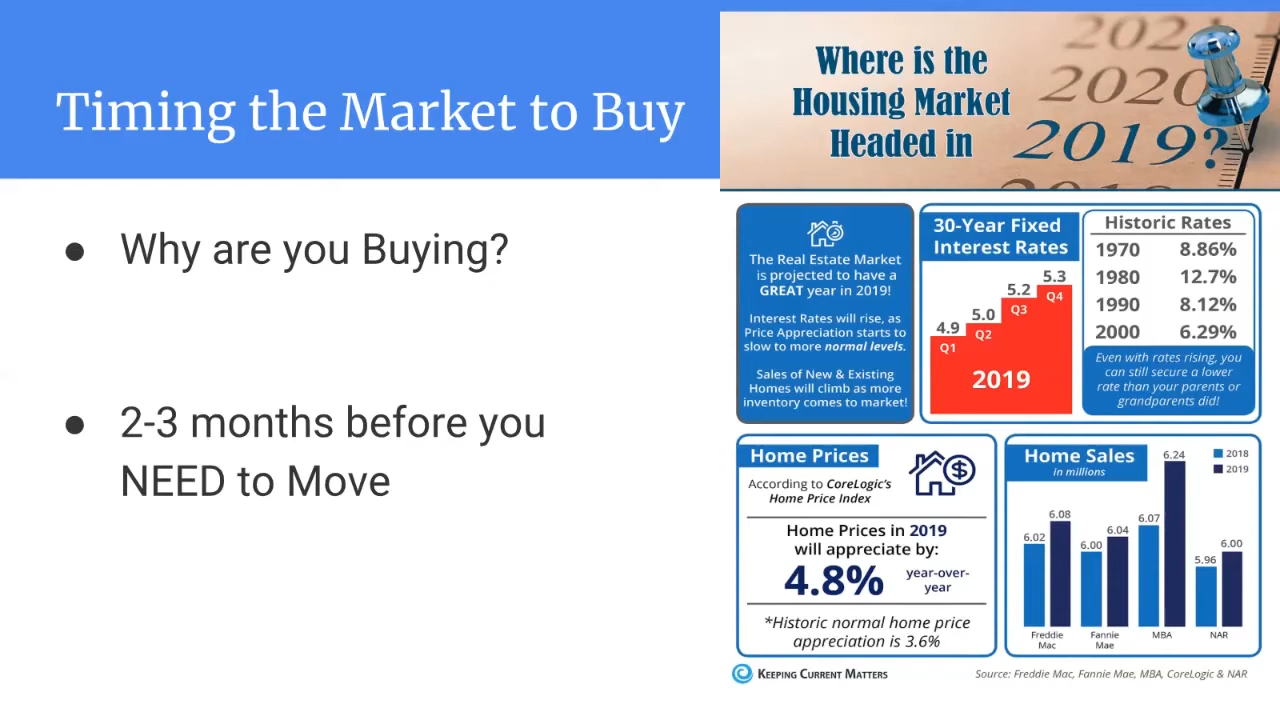 Timing the Market to Buy
● Why are you Buying?
● 2-3 months before you
NEED to Move
Where is the
Housing Market
Headed in
2020
2019?
The Real Estate Market
is projected to have a
GREAT year in 2019!
Interest Rates will rise, as
Price Appreciation starts to
slow to more normal levels.
Sales of New & Existing
Homes will climb as more
inventory comes to market!
30-Year Fixed
Interest Rates
5.3
5.2
5.0
4.9
Q4
Q3
Q2
Q1
2019
Historic Rates
1970 8.86%
1980 12.7%
1990 8.12%
2000 6.29%
Even with rates rising, you
can still secure a lower
rate than your parents or
grandparents did!
Home Prices
According to CoreLogic's
Home Price Index
Home Prices in 2019
will appreciate by:
4.8% year-over-
year
*Historic normal home price
appreciation is 3.6%
Home Sales
in millions
2018
2019
6.02 6.08 6.00 6.04 6.07 6.24 5.96 6.00
Freddie
Mac
Fannie
Mae
MBA
NAR
KEEPING CURRENT MATTERS
Source: Freddie Mac, Fannie Mae, MBA, CoreLogic & NAR